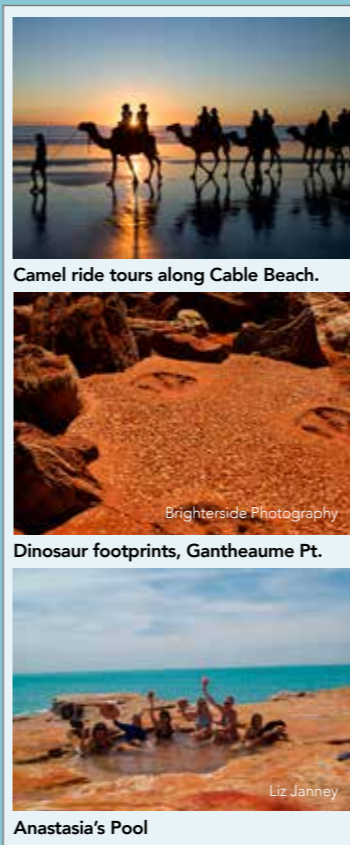 Camel ride tours along Cable Beach.
Brighterside Photography
Dinosaur footprints, Gantheaume Pt.
Liz Janney
Anastasia's Pool